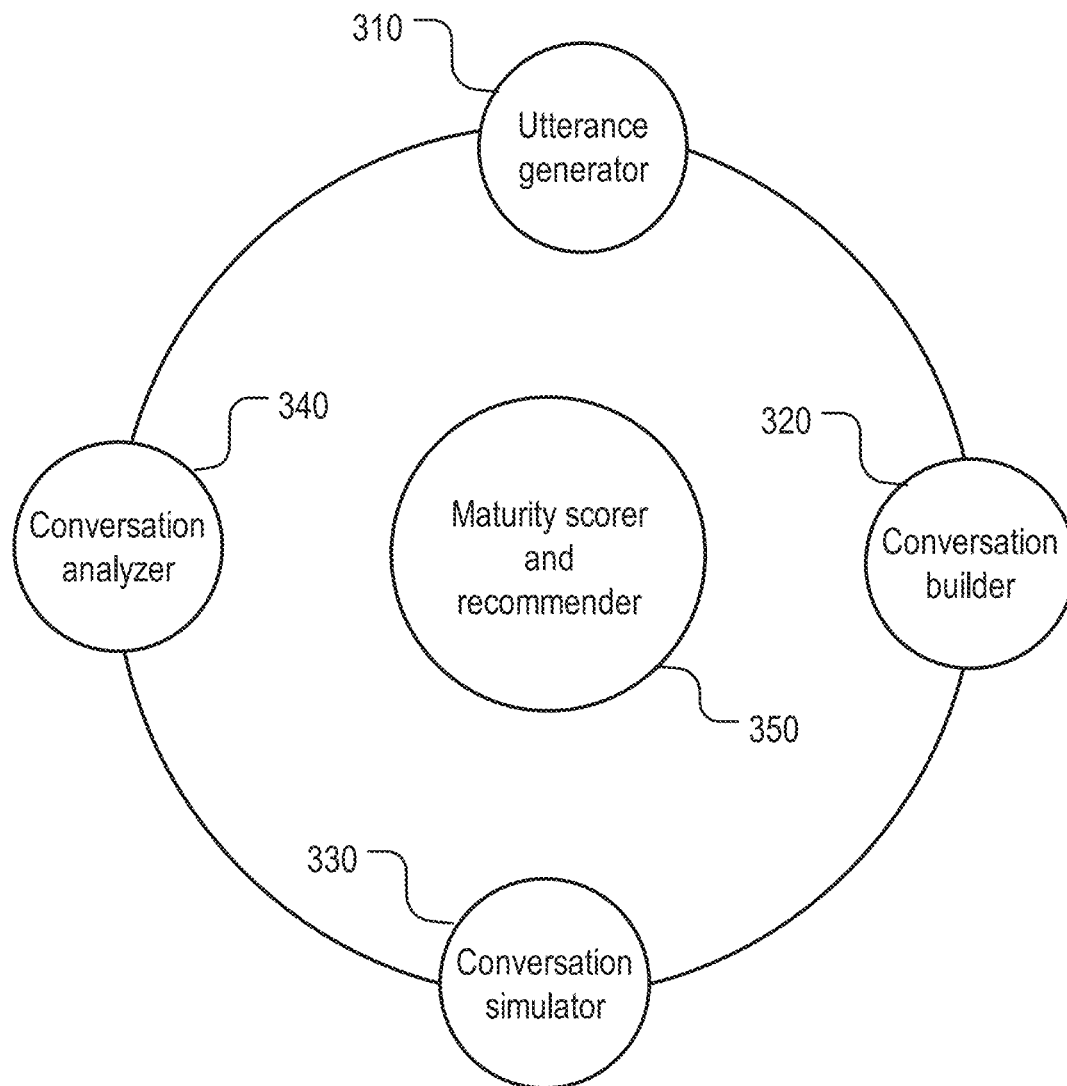 310
Utterance
generator
340
320
Conversation
analyzer
Maturity scorer
and
recommender
Conversation
builder
350
330
Conversation
simulator